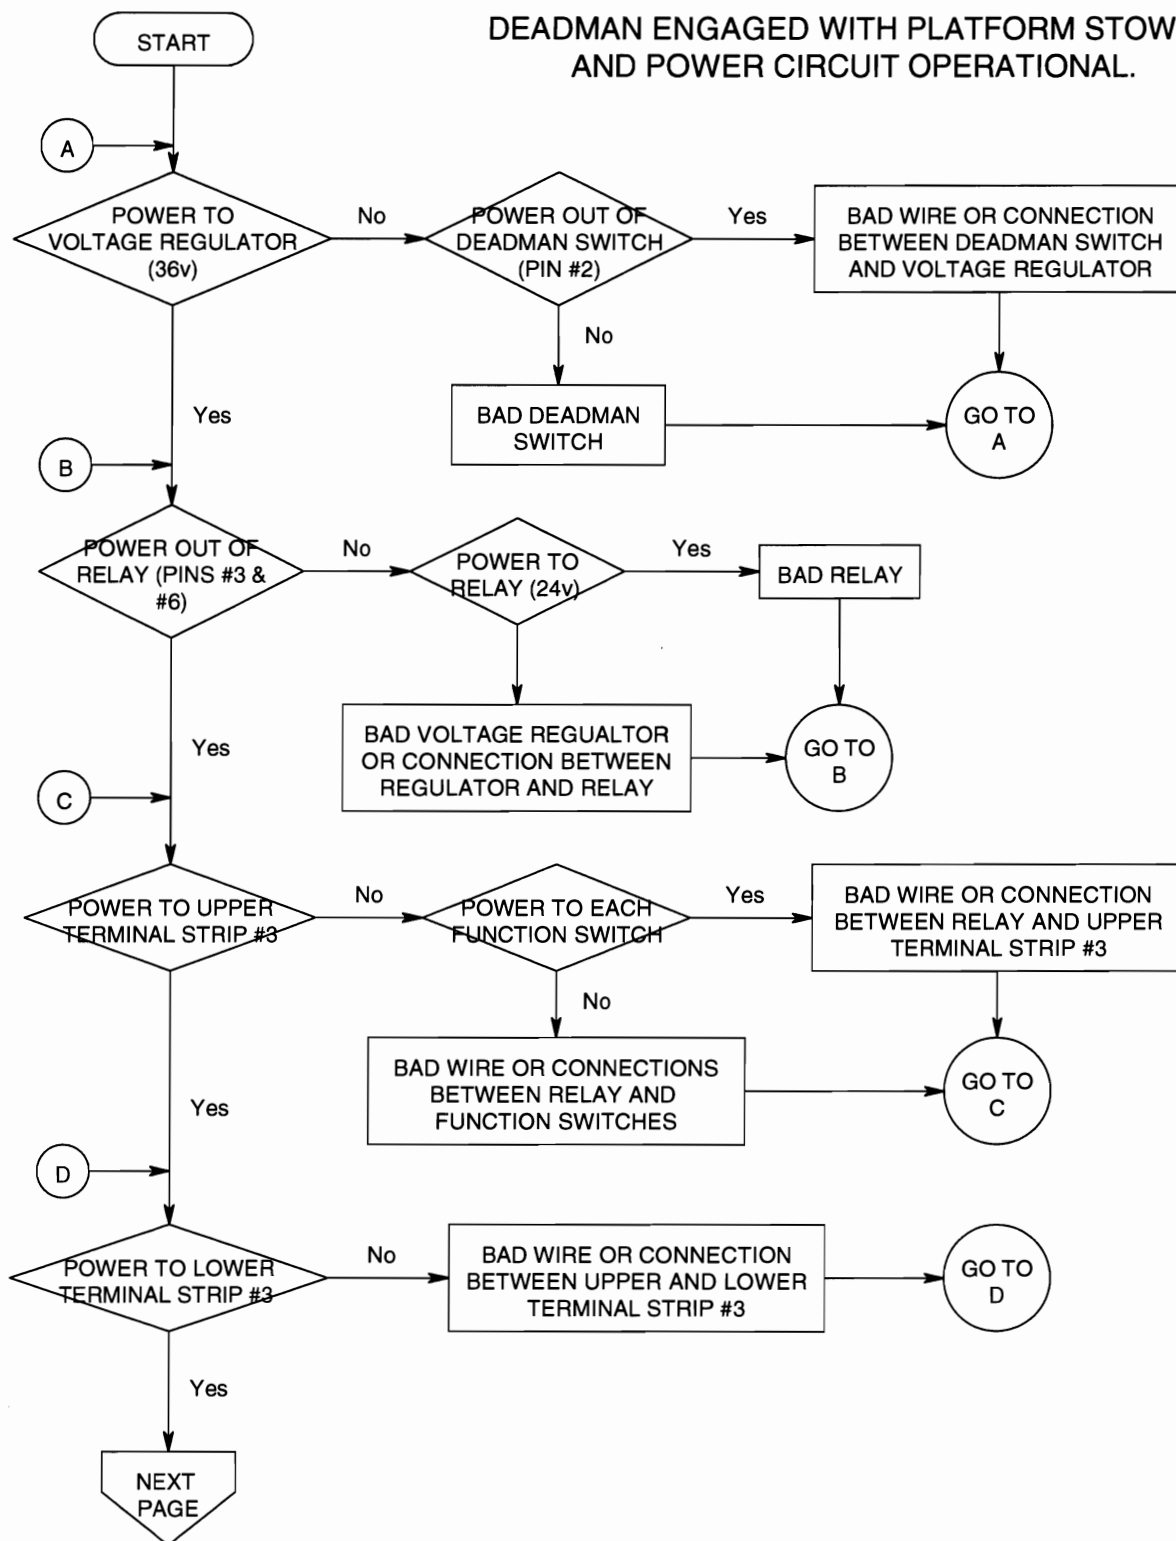 DEADMAN ENGAGED WITH PLATFORM STOW
AND POWER CIRCUIT OPERATIONAL.
START
A
POWER TO
VOLTAGE REGULATOR
(36v)
No
POWER OUT OF
DEADMAN SWITCH
(PIN #2)
Yes
BAD WIRE OR CONNECTION
BETWEEN DEADMAN SWITCH
AND VOLTAGE REGULATOR
No
Yes
BAD DEADMAN
SWITCH
GO TO
A
B
POWER OUT OF
RELAY (PINS #3 &
#6)
No
POWER TO
RELAY (24v)
Yes
BAD RELAY
Yes
BAD VOLTAGE REGUALTOR
OR CONNECTION BETWEEN
REGULATOR AND RELAY
GO TO
B
C
POWER TO UPPER
TERMINAL STRIP #3
No
POWER TO EACH
FUNCTION SWITCH
Yes
BAD WIRE OR CONNECTION
BETWEEN RELAY AND UPPER
TERMINAL STRIP #3
No
Yes
BAD WIRE OR CONNECTIONS
BETWEEN RELAY AND
FUNCTION SWITCHES
GO TO
C
D
POWER TO LOWER
TERMINAL STRIP #3
No
BAD WIRE OR CONNECTION
BETWEEN UPPER AND LOWER
TERMINAL STRIP #3
GO TO
D
Yes
NEXT
PAGE